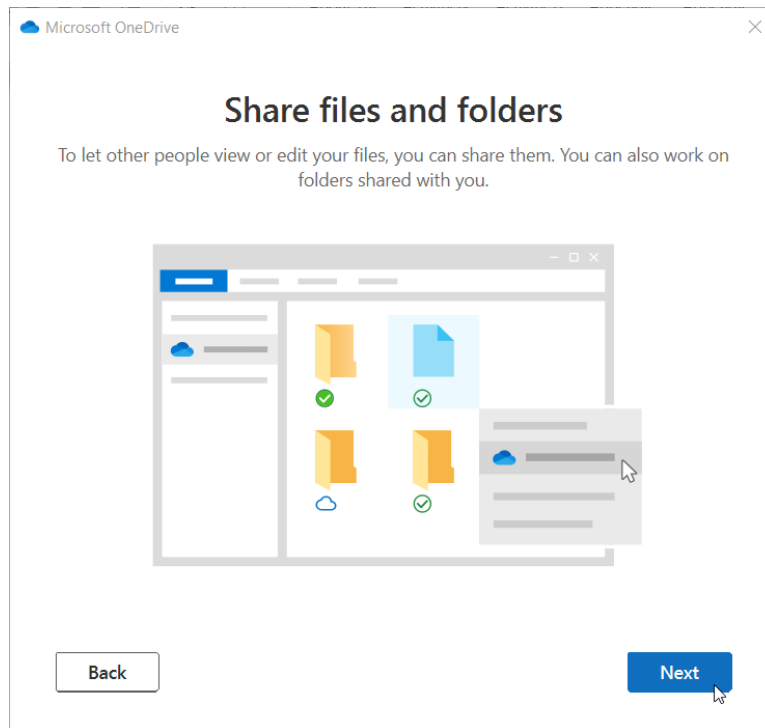 Microsoft OneDrive
Share files and folders
To let other people view or edit your files, you can share them. You can also work on
folders shared with you.
Back
Next